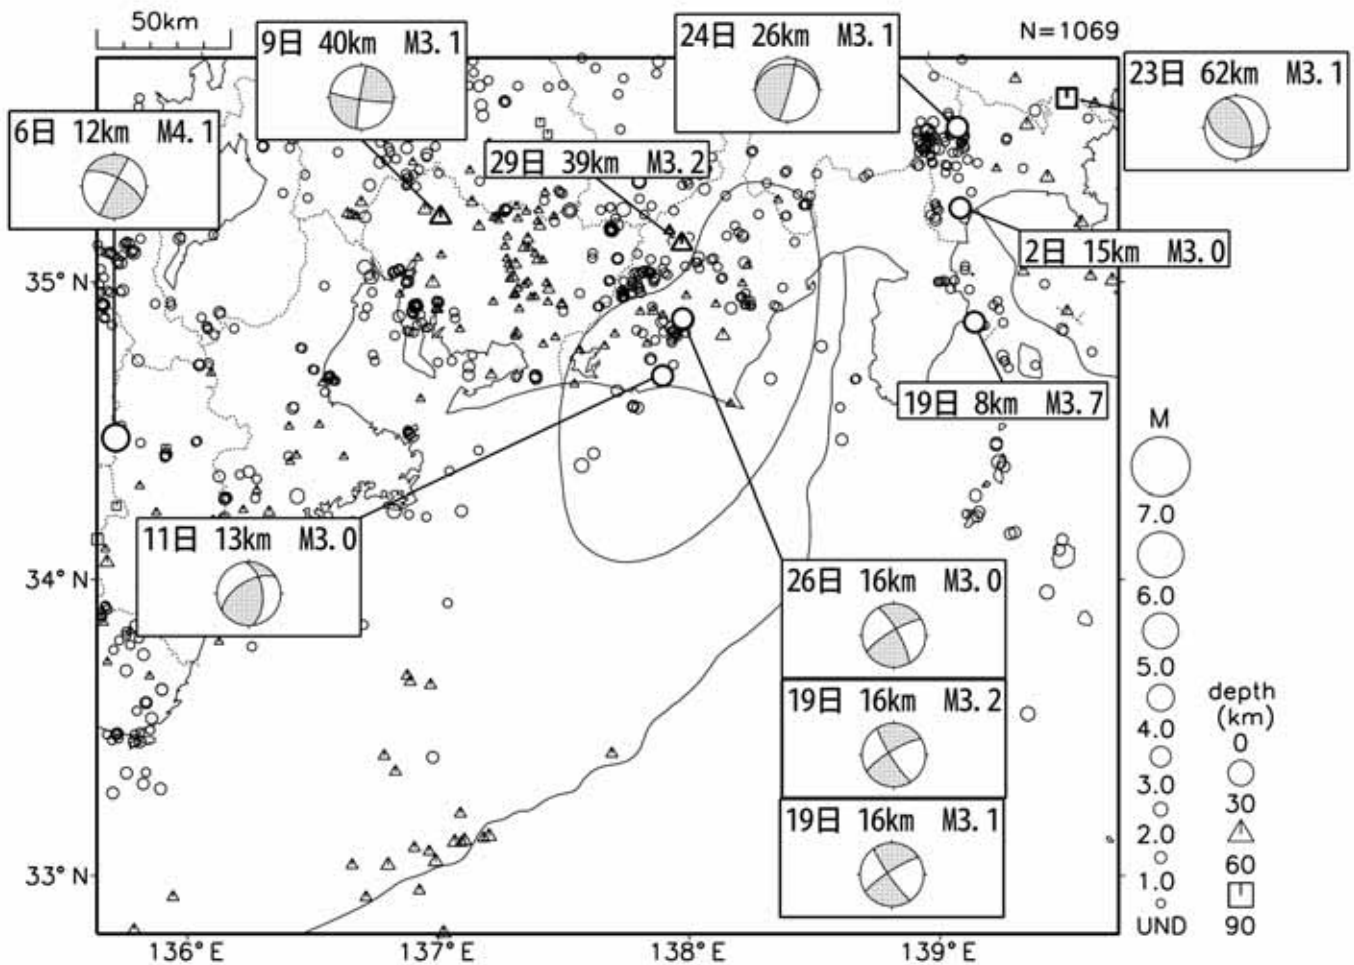 50km
N=1069
9日 40km M3.1
24日 26km M3.1
23日 62km M3.1
6日 12km M4.1
29日 39km M3.2
2日 15km M3.0
35°N
19日 8km M3.7
11日 13km M3.0
34°N
26日 16km M3.0
19日 16km M3.2
19日 16km M3.1
33°N
136°E
137°E
138°E
139°E
M
7.0
6.0
5.0
4.0
3.0
2.0
1.0
UND
depth
(km)
0
30
60
90